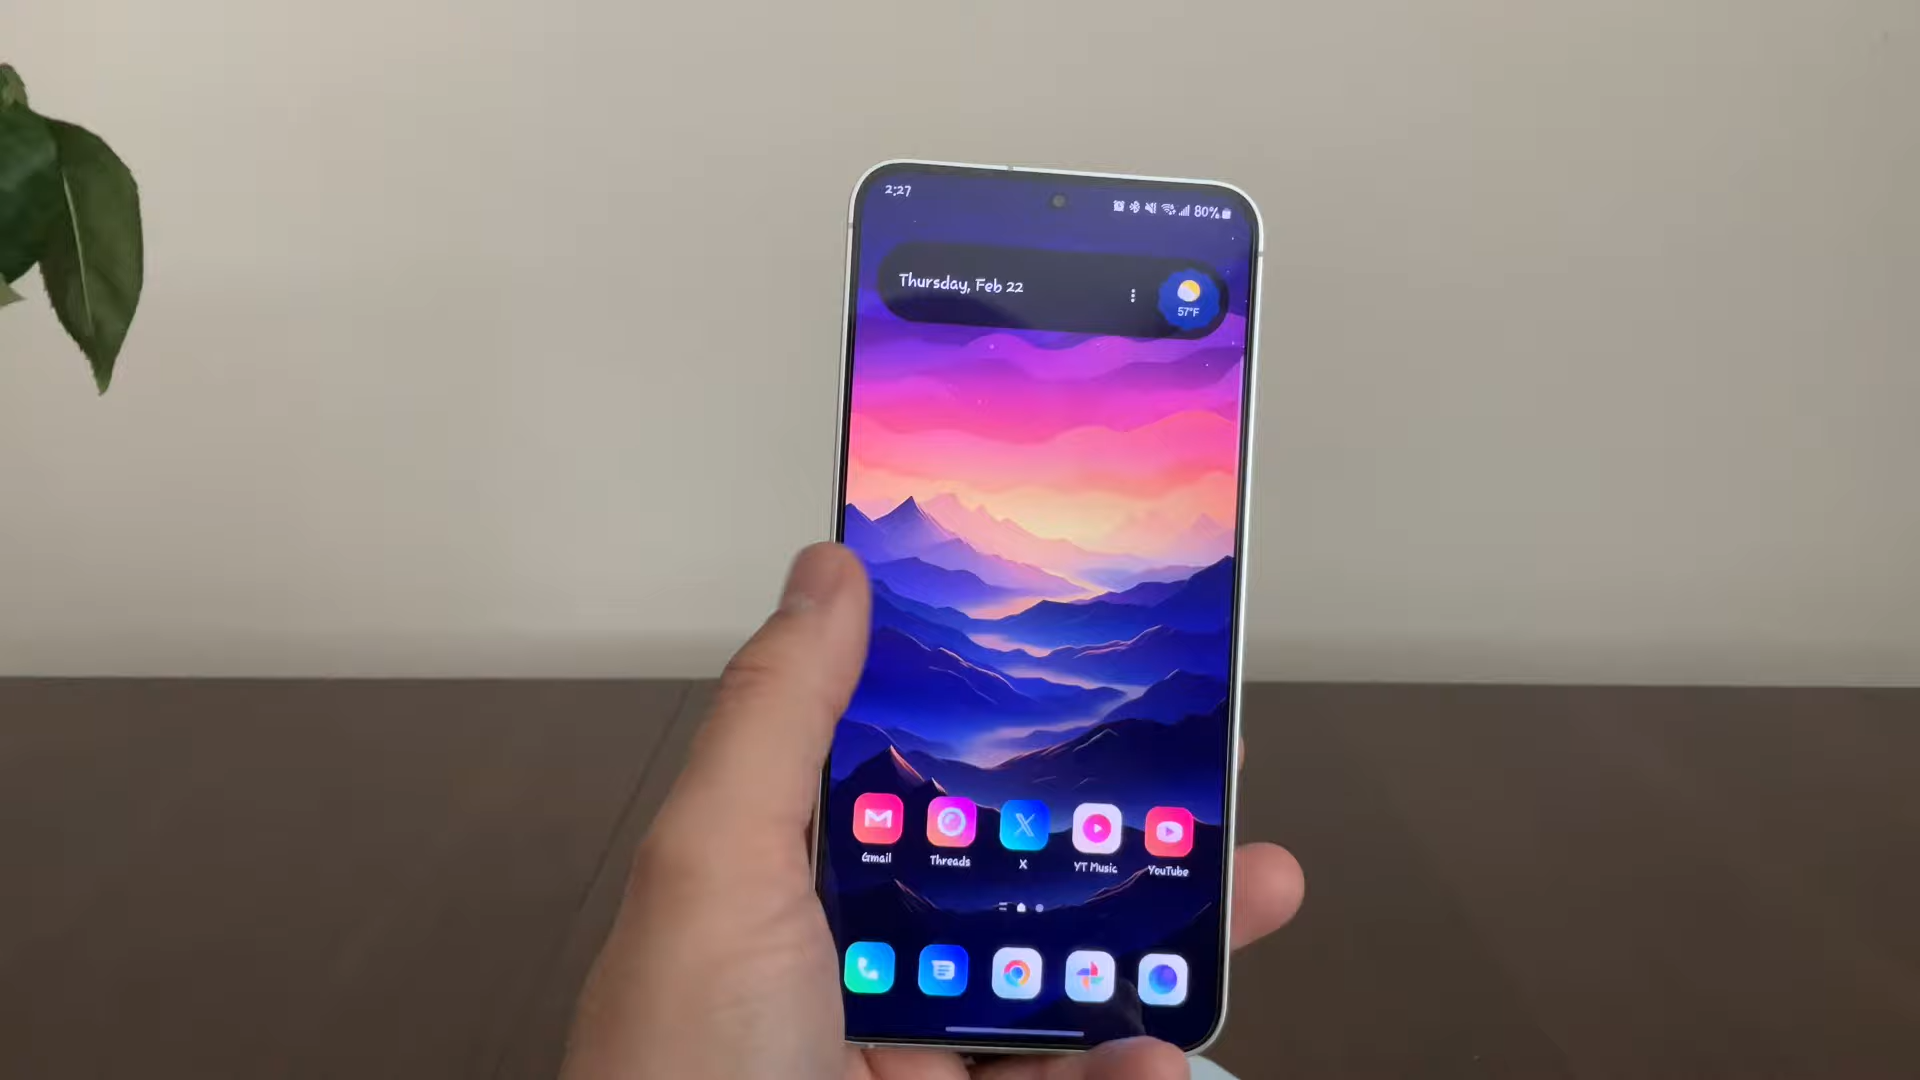 2:27
80%
Thursday, Feb 22
57°F
Gmail
Threads
X
YT Music
YouTube